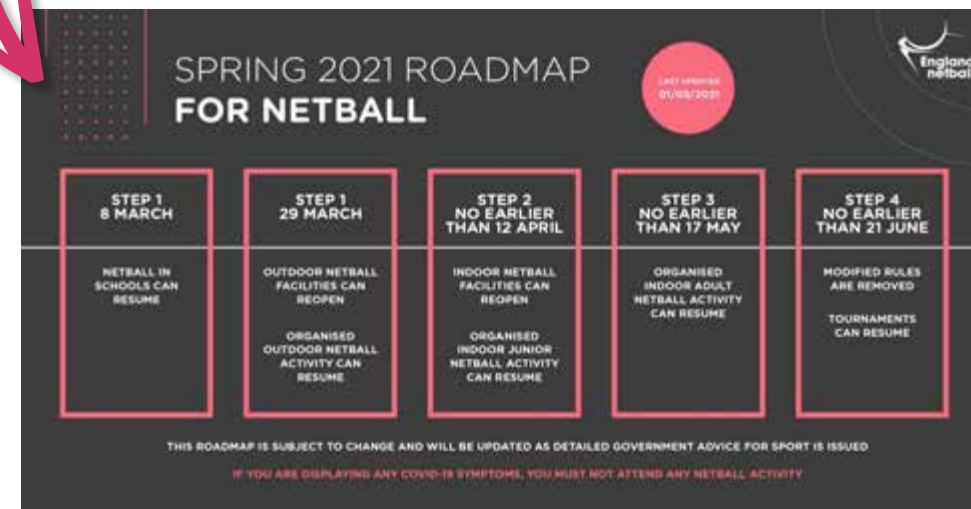 SPRING 2021 ROADMAP
FOR NETBALL
LAST UPDATED
01/03/2021
England
netball
STEP 1
8 MARCH
NETBALL IN
SCHOOLS CAN
RESUME
STEP 1
29 MARCH
OUTDOOR NETBALL
FACILITIES CAN
REOPEN
ORGANISED
OUTDOOR NETBALL
ACTIVITY CAN
RESUME
STEP 2
NO EARLIER
THAN 12 APRIL
INDOOR NETBALL
FACILITIES CAN
REOPEN
ORGANISED
INDOOR JUNIOR
NETBALL ACTIVITY
CAN RESUME
STEP 3
NO EARLIER
THAN 17 MAY
ORGANISED
INDOOR ADULT
NETBALL ACTIVITY
CAN RESUME
STEP 4
NO EARLIER
THAN 21 JUNE
MODIFIED RULES
ARE REMOVED
TOURNAMENTS
CAN RESUME
THIS ROADMAP IS SUBJECT TO CHANGE AND WILL BE UPDATED AS DETAILED GOVERNMENT ADVICE FOR SPORT IS ISSUED
IF YOU ARE DISPLAYING ANY COVID-19 SYMPTOMS, YOU MUST NOT ATTEND ANY NETBALL ACTIVITY